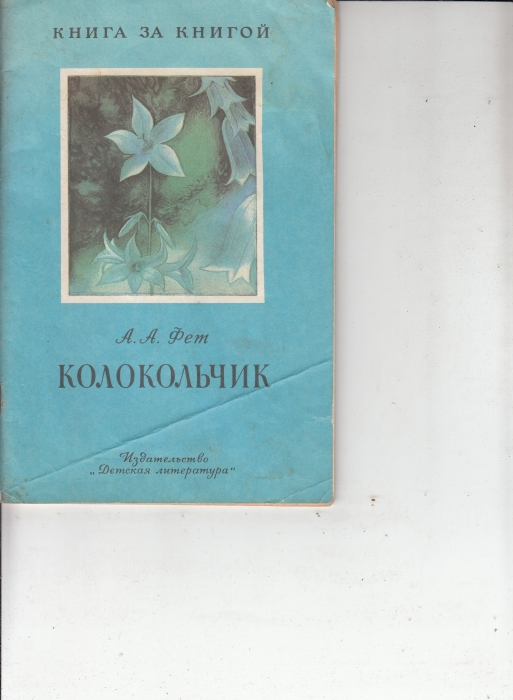 КНИГА ЗА КНИГОЙ
А. А. Фет
КОЛОКОЛЬЧИК
Издательство
„Детская литература“